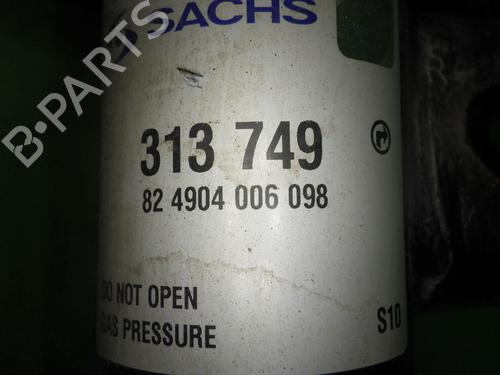 SACHS
B-PARTS
R
313 749
82 4904 006 098
DO NOT OPEN
GAS PRESSURE
S10